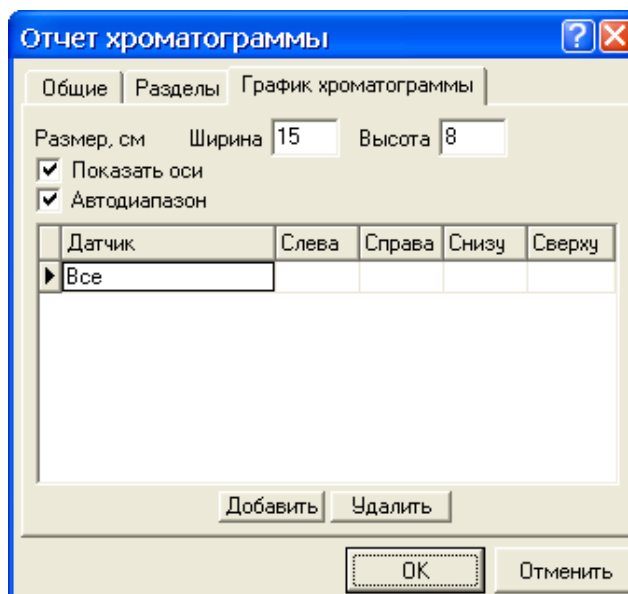 Отчет хроматограммы
Общие Разделы График хроматограммы
Размер, см Ширина 15 Высота 8
Показать оси
Автодиапазон
Датчик Слева Справа Снизу Сверху
Все
Добавить Удалить
OK Отменить